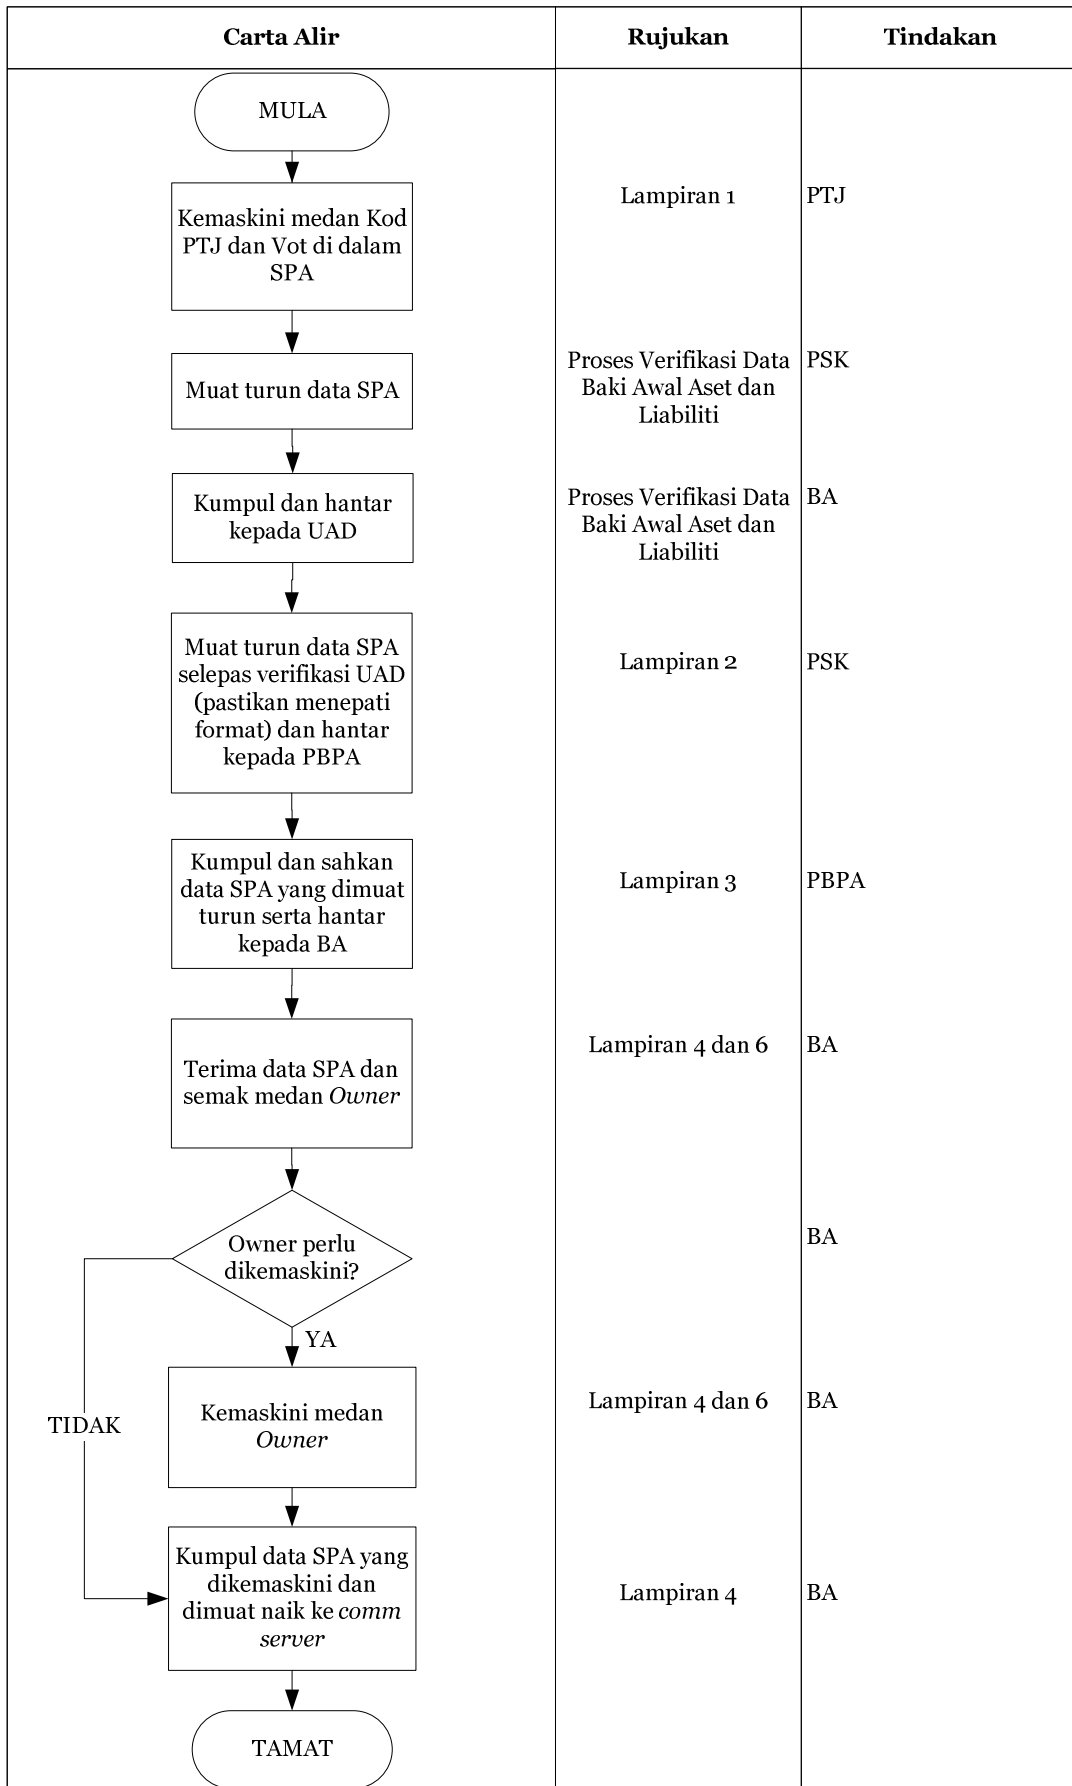 Carta Alir
Rujukan
Tindakan
MULA
Kemaskini medan Kod
PTJ dan Vot di dalam
SPA
Lampiran 1
PTJ
Muat turun data SPA
Proses Verifikasi Data
Baki Awal Aset dan
Liabiliti
PSK
Kumpul dan hantar
kepada UAD
Proses Verifikasi Data
Baki Awal Aset dan
Liabiliti
BA
Muat turun data SPA
selepas verifikasi UAD
(pastikan menepati
format) dan hantar
kepada PBPA
Lampiran 2
PSK
Kumpul dan sahkan
data SPA yang dimuat
turun serta hantar
kepada BA
Lampiran 3
PBPA
Terima data SPA dan
semak medan Owner
Lampiran 4 dan 6
BA
Owner perlu
dikemaskini?
BA
YA
TIDAK
Kemaskini medan
Owner
Lampiran 4 dan 6
BA
Kumpul data SPA yang
dikemaskini dan
dimuat naik ke comm
server
Lampiran 4
BA
TAMAT